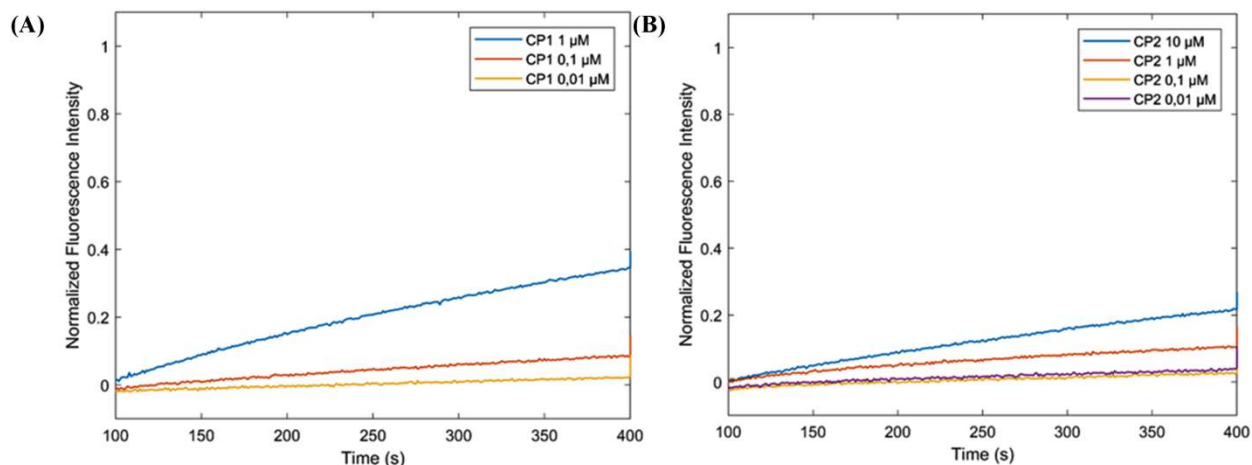 (A)
Normalized Fluorescence Intensity
1
0.8
0.6
0.4
0.2
0
CP1 1 µM
CP1 0,1 µM
CP1 0,01 µM
100 150 200 250 300 350 400
Time (s)
(B)
Normalized Fluorescence Intensity
1
0.8
0.6
0.4
0.2
0
CP2 10 µM
CP2 1 µM
CP2 0,1 µM
CP2 0,01 µM
100 150 200 250 300 350 400
Time (s)